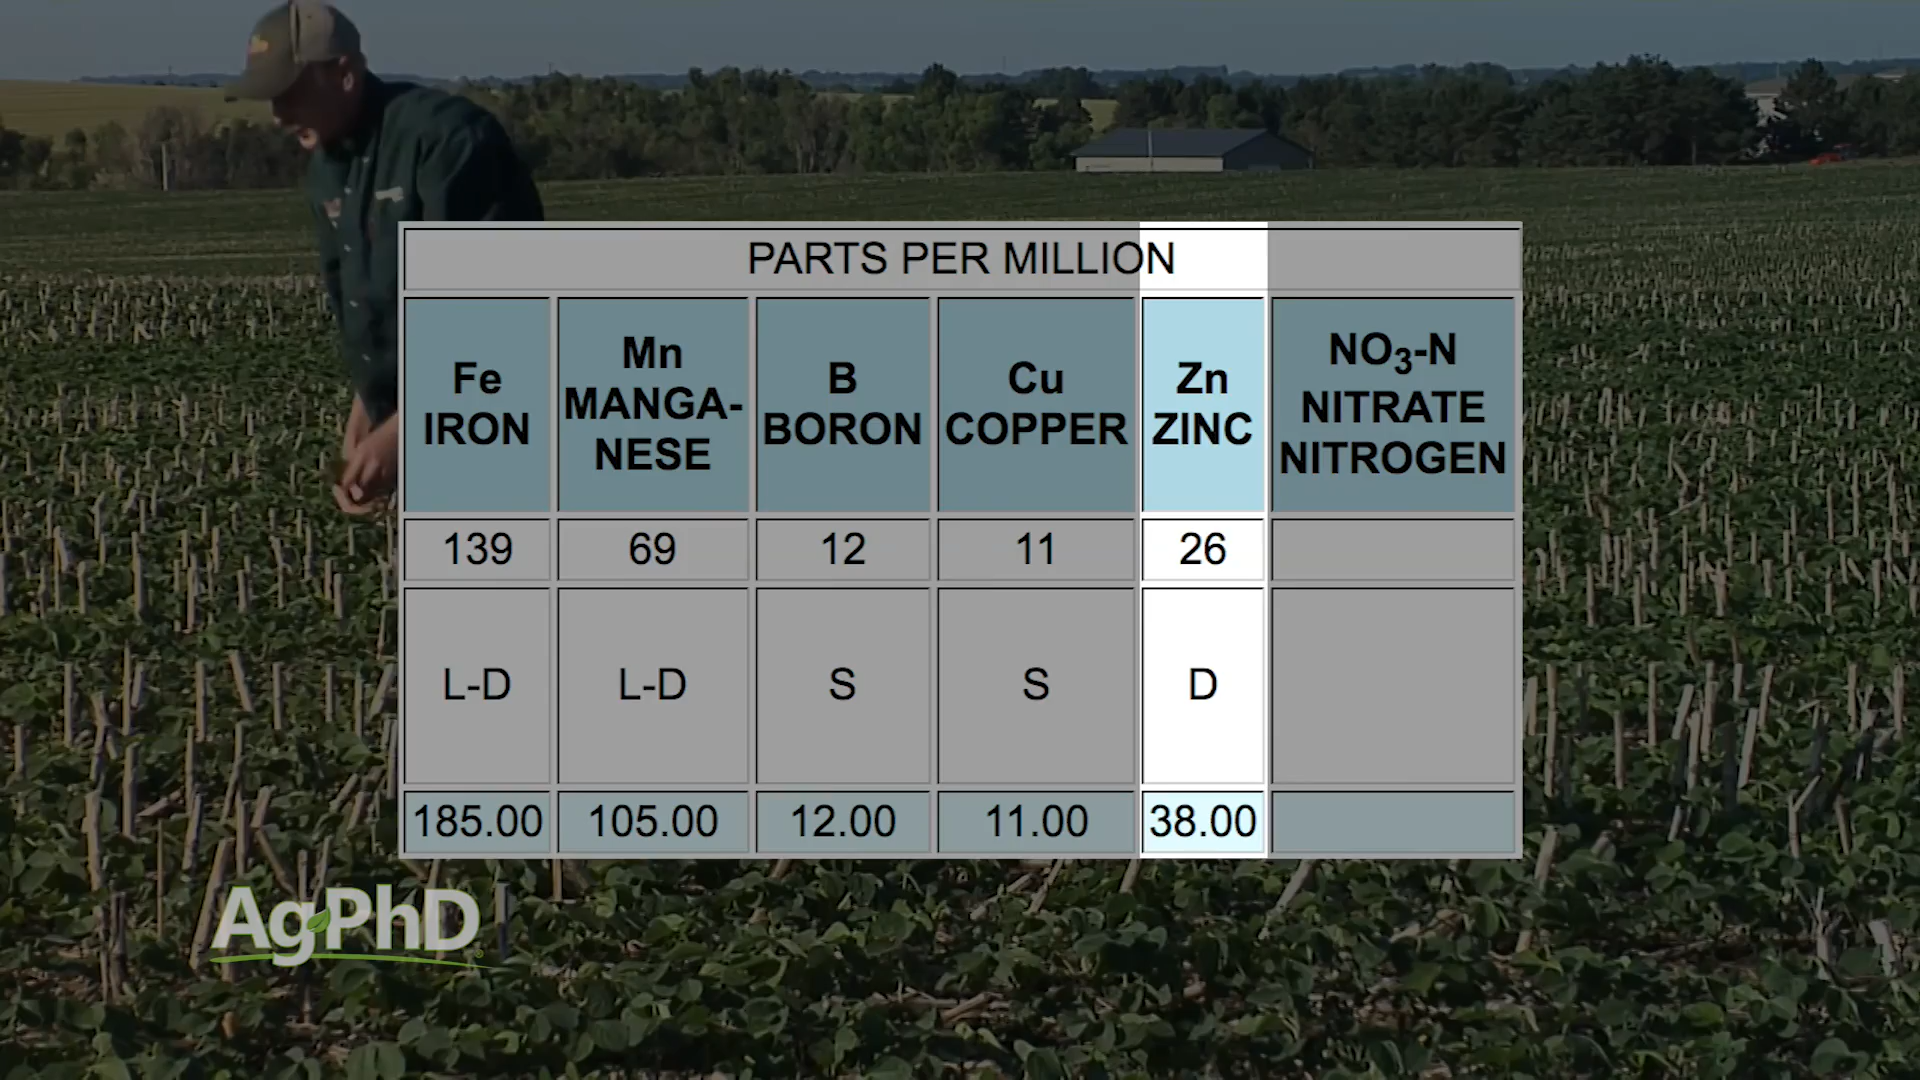 PARTS PER MILLION
Fe
IRON
Mn
MANGA-
NESE
B
BORON
Cu
COPPER
Zn
ZINC
NO₃-N
NITRATE
NITROGEN
139
69
12
11
26
L-D
L-D
S
S
D
185.00
105.00
12.00
11.00
38.00
AgPhD